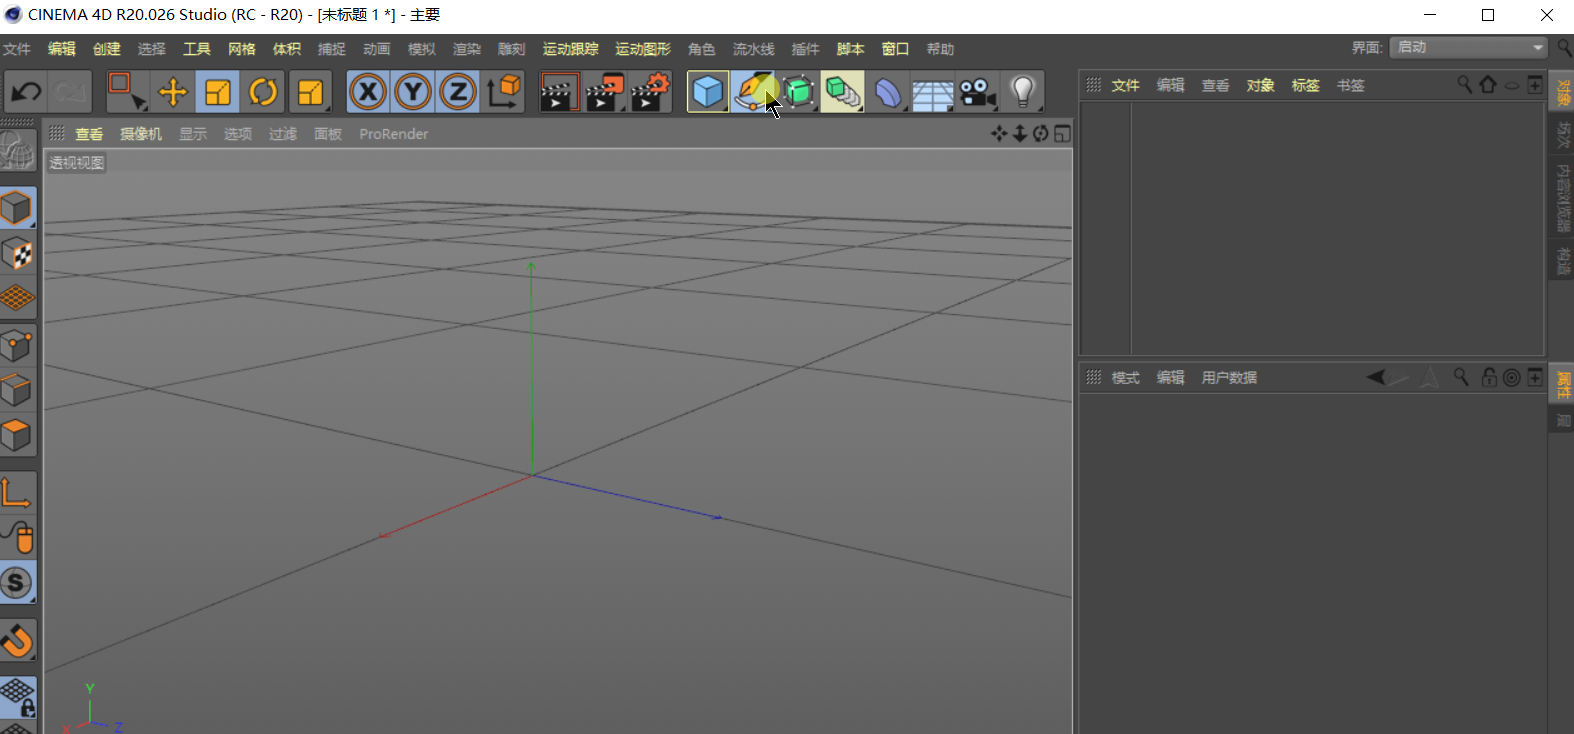 CINEMA 4D R20.026 Studio (RC - R20) - [未标题 1 *] - 主要
文件 编辑 创建 选择 工具 网格 体积 捕捉 动画 模拟 渲染 雕刻 运动跟踪 运动图形 角色 流水线 插件 脚本 窗口 帮助 界面: 启动
X Y Z
文件 编辑 查看 对象 标签 书签
查看 摄像机 显示 选项 过滤 面板 ProRender
透视视图
对象
场次
内容浏览器
构造
模式 编辑 用户数据
属性
层
S
Y
X Z